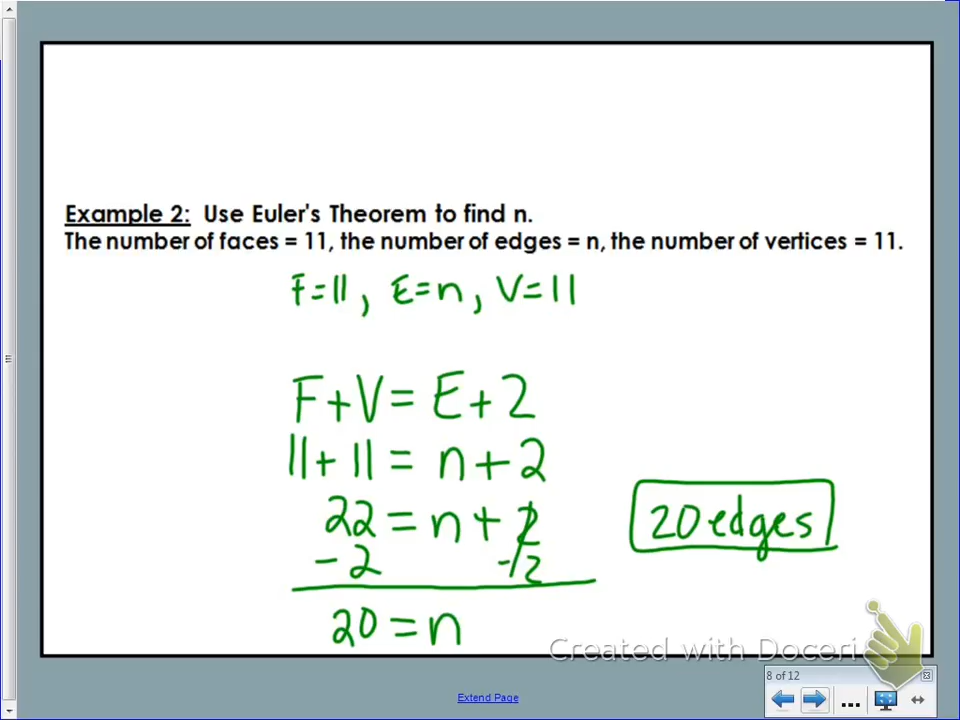 Example 2: Use Euler's Theorem to find n.
The number of faces = 11, the number of edges = n, the number of vertices = 11.
F=11, E=n, V=11
F+V=E+2
11+11=n+2
22=n+2
-2 -2
20=n
20 edges
Created with Doceri
8 of 12
Extend Page
...